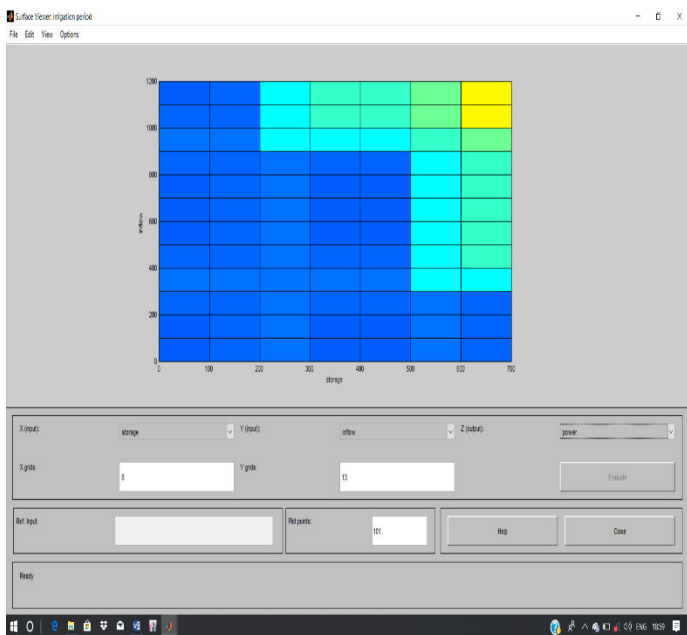 Surface Viewer: irrigation period
File Edit View Options
1200
1000
800
600
400
200
0
inflow
0 100 200 300 400 500 600 700
storage
X (input): storage Y (input): inflow Z (output): power
X grids: 8 Y grids: 13 Evaluate
Ref. Input: Plot points: 101 Help Close
Ready
ENG 1859